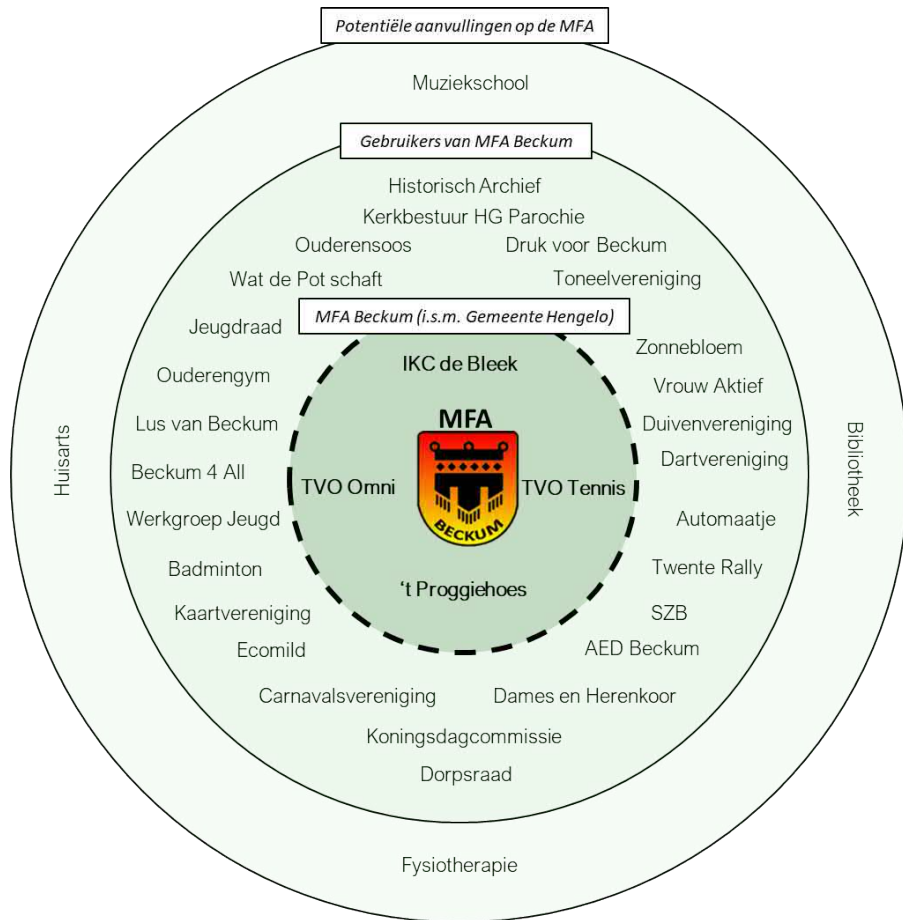 Potentiële aanvullingen op de MFA
Muziekschool
Gebruikers van MFA Beckum
Historisch Archief
Kerkbestuur HG Parochie
Ouderensoos
Druk voor Beckum
Wat de Pot schaft
Toneelvereniging
MFA Beckum (i.s.m. Gemeente Hengelo)
Jeugdraad
Zonnebloem
IKC de Bleek
Ouderengym
Vrouw Aktief
MFA
Lus van Beckum
Duivenvereniging
Huisarts
Bibliotheek
Beckum 4 All
Dartvereniging
TVO Omni
TVO Tennis
BECKUM
Werkgroep Jeugd
Automaatje
Badminton
Twente Rally
't Proggiehoes
Kaartvereniging
SZB
Ecomild
AED Beckum
Carnavalsvereniging
Dames en Herenkoor
Koningsdagcommissie
Dorpsraad
Fysiotherapie